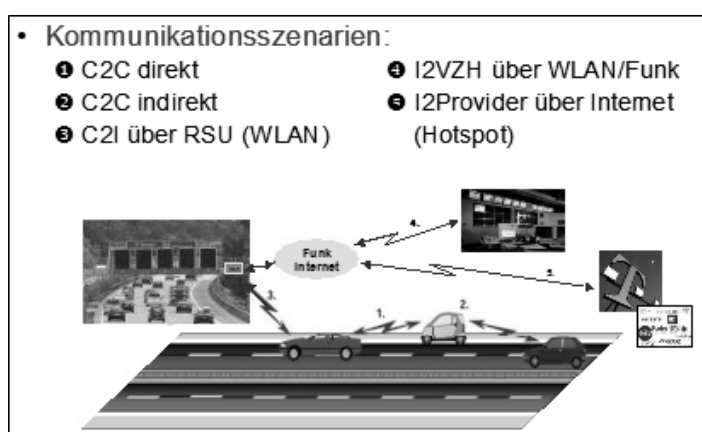 • Kommunikationsszenarien:
❶ C2C direkt
❷ C2C indirekt
❸ C2I über RSU (WLAN)
❹ I2VZH über WLAN/Funk
❺ I2Provider über Internet
(Hotspot)
4.
Funk
Internet
5.
3.
1.
2.